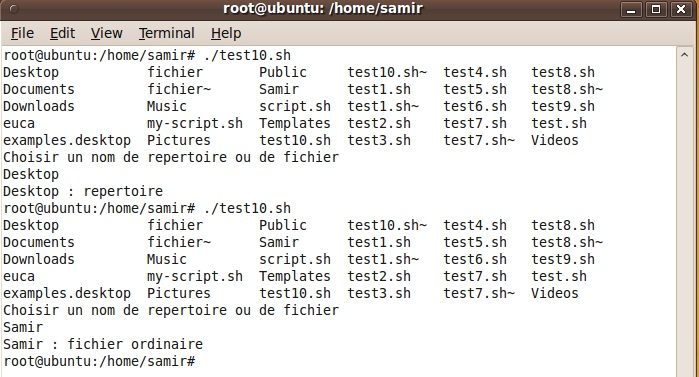 root@ubuntu: /home/samir
File Edit View Terminal Help
root@ubuntu:/home/samir# ./test10.sh
Desktop fichier Public test10.sh~ test4.sh test8.sh
Documents fichier~ Samir test1.sh test5.sh test8.sh~
Downloads Music script.sh test1.sh~ test6.sh test9.sh
euca my-script.sh Templates test2.sh test7.sh test.sh
examples.desktop Pictures test10.sh test3.sh test7.sh~ Videos
Choisir un nom de repertoire ou de fichier
Desktop
Desktop : repertoire
root@ubuntu:/home/samir# ./test10.sh
Desktop fichier Public test10.sh~ test4.sh test8.sh
Documents fichier~ Samir test1.sh test5.sh test8.sh~
Downloads Music script.sh test1.sh~ test6.sh test9.sh
euca my-script.sh Templates test2.sh test7.sh test.sh
examples.desktop Pictures test10.sh test3.sh test7.sh~ Videos
Choisir un nom de repertoire ou de fichier
Samir
Samir : fichier ordinaire
root@ubuntu:/home/samir#